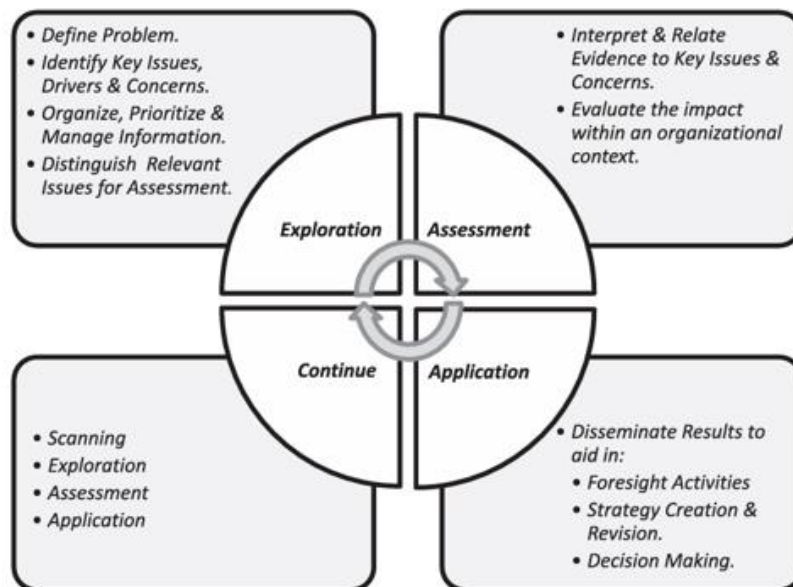 • Define Problem.
• Identify Key Issues,
Drivers & Concerns.
• Organize, Prioritize &
Manage Information.
• Distinguish Relevant
Issues for Assessment.
• Interpret & Relate
Evidence to Key Issues &
Concerns.
• Evaluate the impact
within an organizational
context.
Exploration
Assessment
Continue
Application
• Scanning
• Exploration
• Assessment
• Application
• Disseminate Results to
aid in:
• Foresight Activities
• Strategy Creation &
Revision.
• Decision Making.